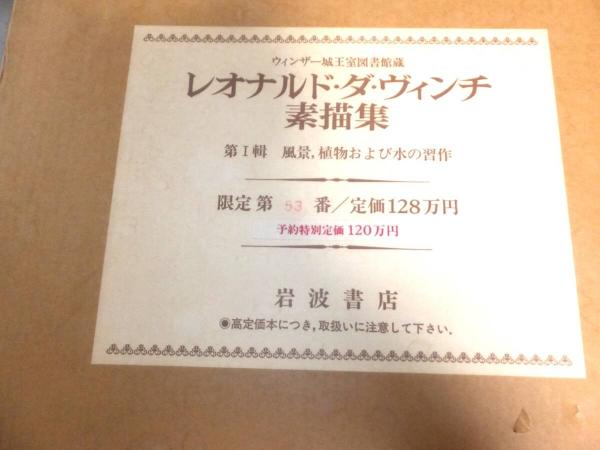 ウィンザー城王室図書館蔵
レオナルド・ダ・ヴィンチ
素描集
第Ⅰ輯 風景,植物および水の習作
限定第 53 番/定価128万円
予約特別定価 120万円
岩波書店
◉高定価本につき,取扱いに注意して下さい.